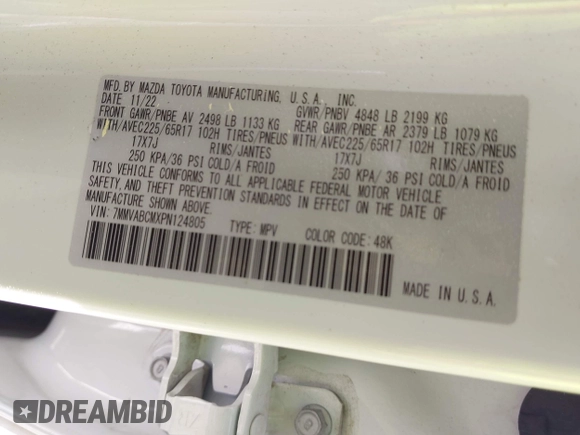 MFD. BY MAZDA TOYOTA MANUFACTURING, U.S.A., INC.
DATE: 11/22 GVWR/PNBV 4848 LB 2199 KG
FRONT GAWR/PNBE AV 2498 LB 1133 KG REAR GAWR/PNBE AR 2379 LB 1079 KG
WITH/AVEC225/65R17 102H TIRES/PNEUS WITH/AVEC225/65R17 102H TIRES/PNEUS
17X7J RIMS/JANTES 17X7J RIMS/JANTES
250 KPA/36 PSI COLD/A FROID 250 KPA/36 PSI COLD/A FROID
THIS VEHICLE CONFORMS TO ALL APPLICABLE FEDERAL MOTOR VEHICLE
SAFETY,AND THEFT PREVENTION STANDARDS IN EFFECT ON THE DATE OF
MANUFACTURE SHOWN ABOVE.
VIN: 7MMVABCMXPN124805 TYPE: MPV COLOR CODE: 48K
MADE IN U.S.A.
DREAMBID